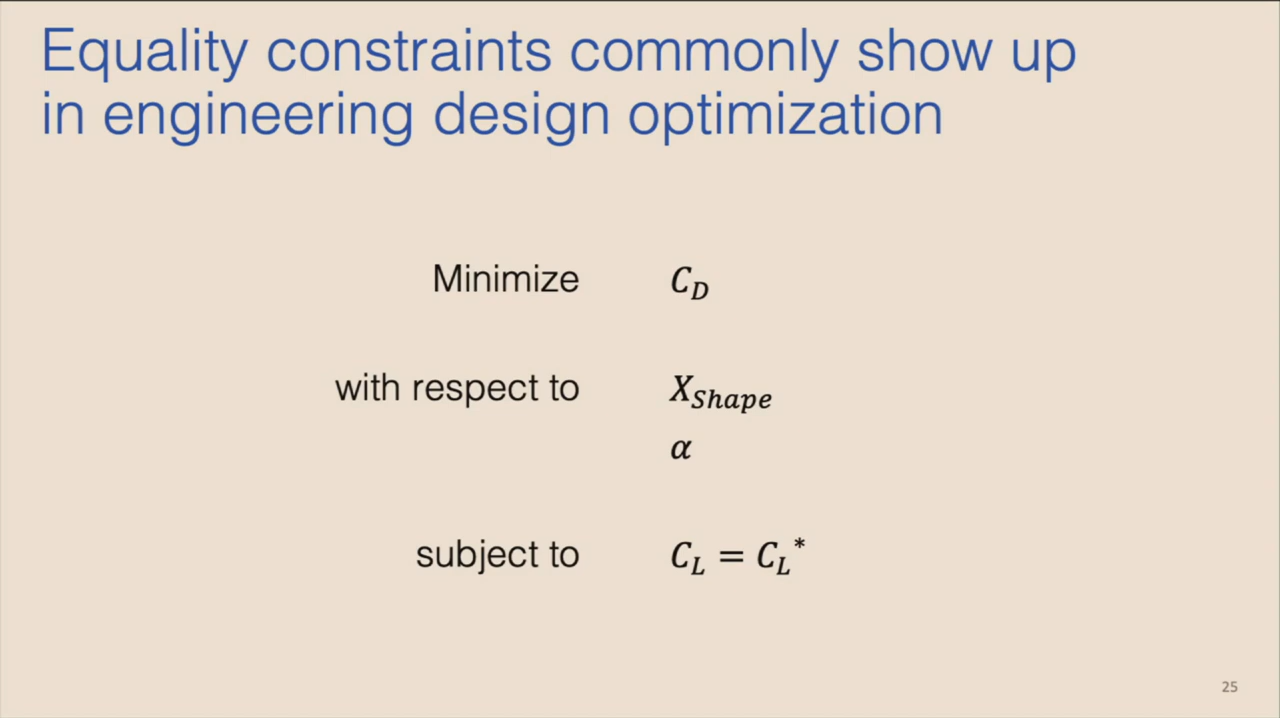 Equality constraints commonly show up
in engineering design optimization
Minimize C_D
with respect to X_Shape
α
subject to C_L = C_L*
25